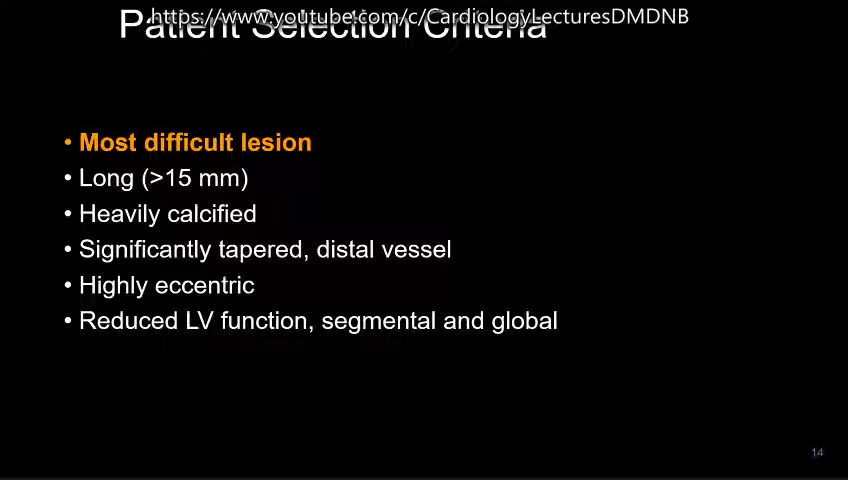 https://www.youtube.com/c/CardiologyLecturesDMDNB
Patient Selection Criteria
• Most difficult lesion
• Long (>15 mm)
• Heavily calcified
• Significantly tapered, distal vessel
• Highly eccentric
• Reduced LV function, segmental and global
14